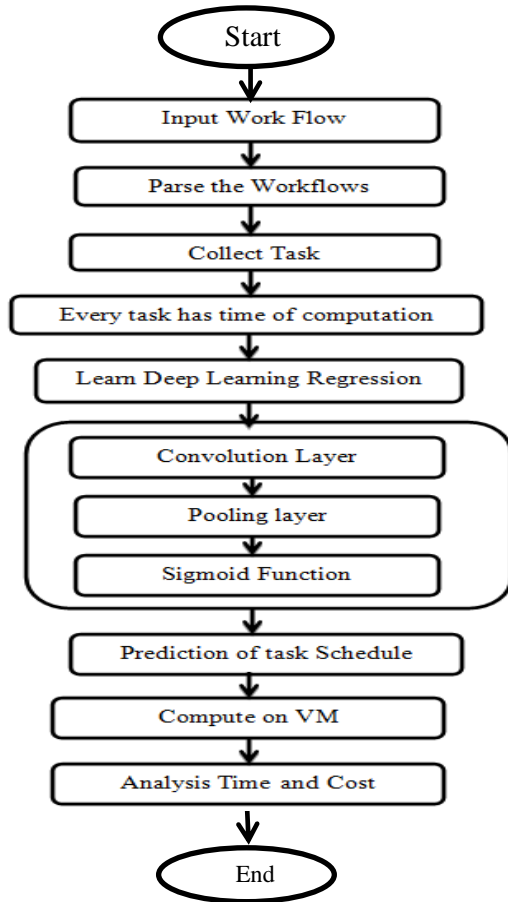 Start
Input Work Flow
Parse the Workflows
Collect Task
Every task has time of computation
Learn Deep Learning Regression
Convolution Layer
Pooling layer
Sigmoid Function
Prediction of task Schedule
Compute on VM
Analysis Time and Cost
End